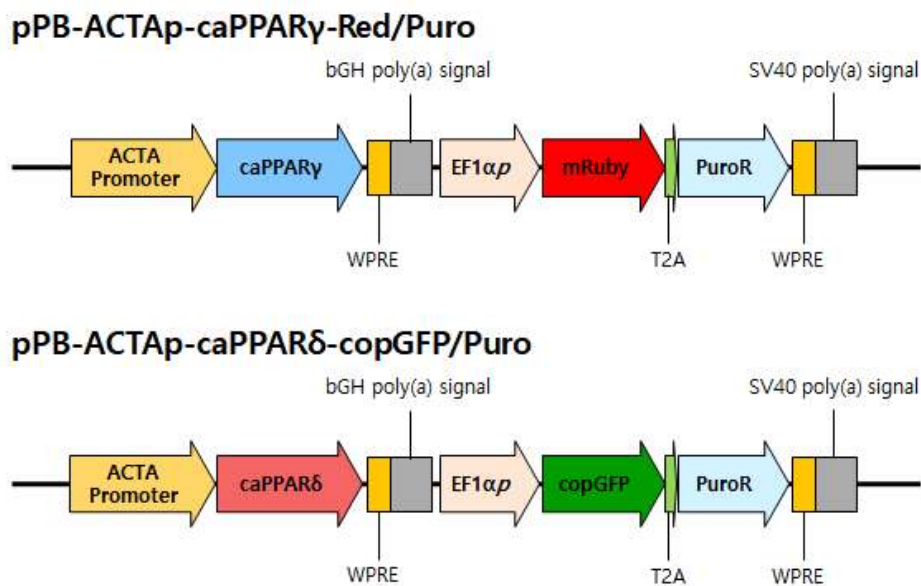 pPB-ACTAp-caPPARγ-Red/Puro
bGH poly(a) signal
SV40 poly(a) signal
ACTA
Promoter
caPPARγ
EF1αp
mRuby
PuroR
WPRE
T2A
WPRE
pPB-ACTAp-caPPARδ-copGFP/Puro
bGH poly(a) signal
SV40 poly(a) signal
ACTA
Promoter
caPPARδ
EF1αp
copGFP
PuroR
WPRE
T2A
WPRE